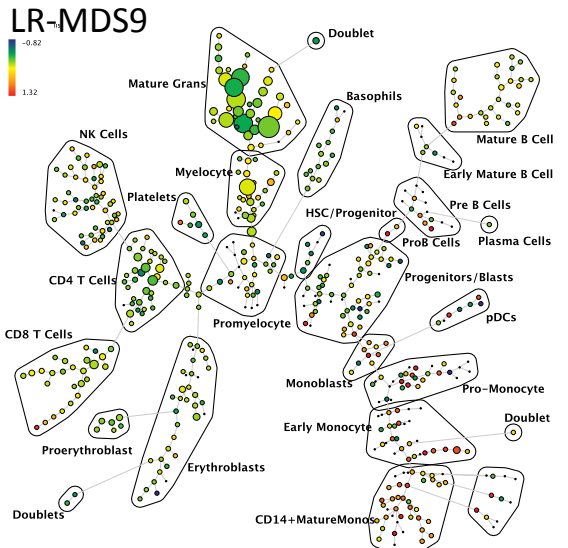 LR-MDS9
-0.82
1.32
Doublet
Mature Grans
Basophils
NK Cells
Mature B Cell
Early Mature B Cell
Myelocyte
Platelets
HSC/Progenitor
Pre B Cells
ProB Cells
Plasma Cells
CD4 T Cells
Progenitors/Blasts
Promyelocyte
pDCs
CD8 T Cells
Monoblasts
Pro-Monocyte
Early Monocyte
Doublet
Proerythroblast
Erythroblasts
Doublets
CD14+MatureMonos